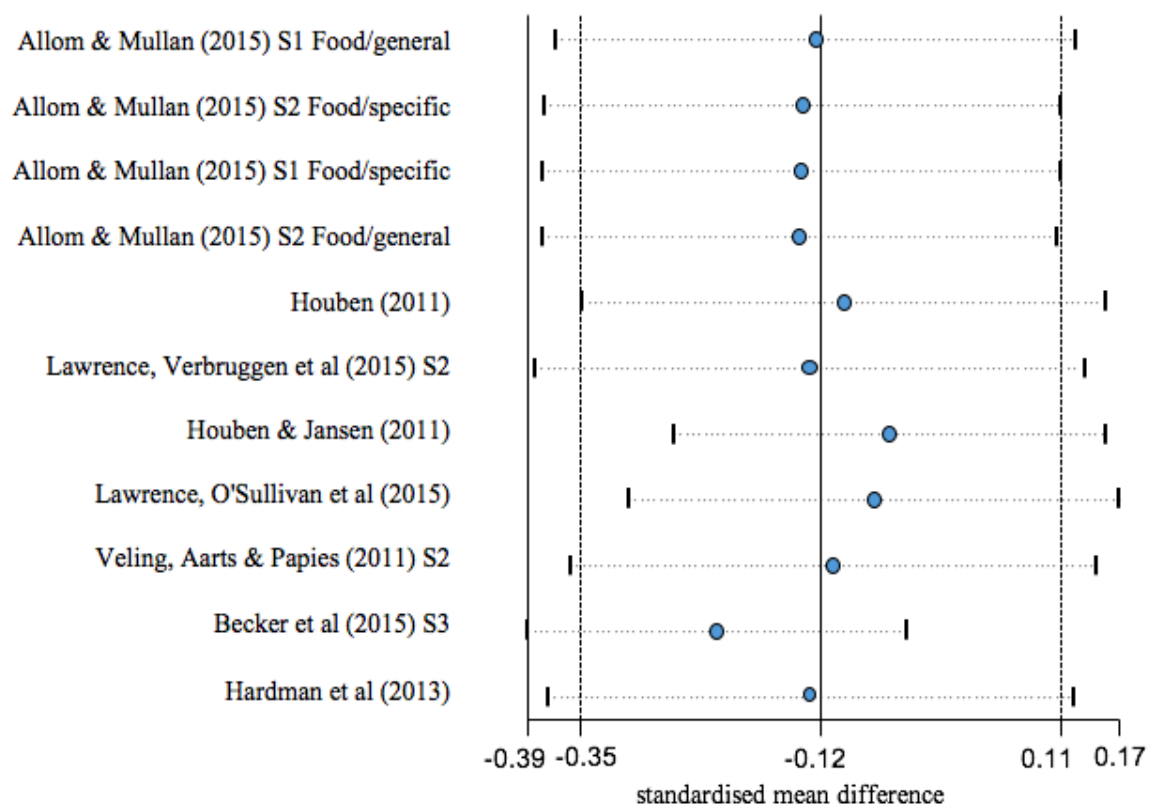 Allom & Mullan (2015) S1 Food/general
Allom & Mullan (2015) S2 Food/specific
Allom & Mullan (2015) S1 Food/specific
Allom & Mullan (2015) S2 Food/general
Houben (2011)
Lawrence, Verbruggen et al (2015) S2
Houben & Jansen (2011)
Lawrence, O'Sullivan et al (2015)
Veling, Aarts & Papies (2011) S2
Becker et al (2015) S3
Hardman et al (2013)
-0.39 -0.35 -0.12 0.11 0.17
standardised mean difference